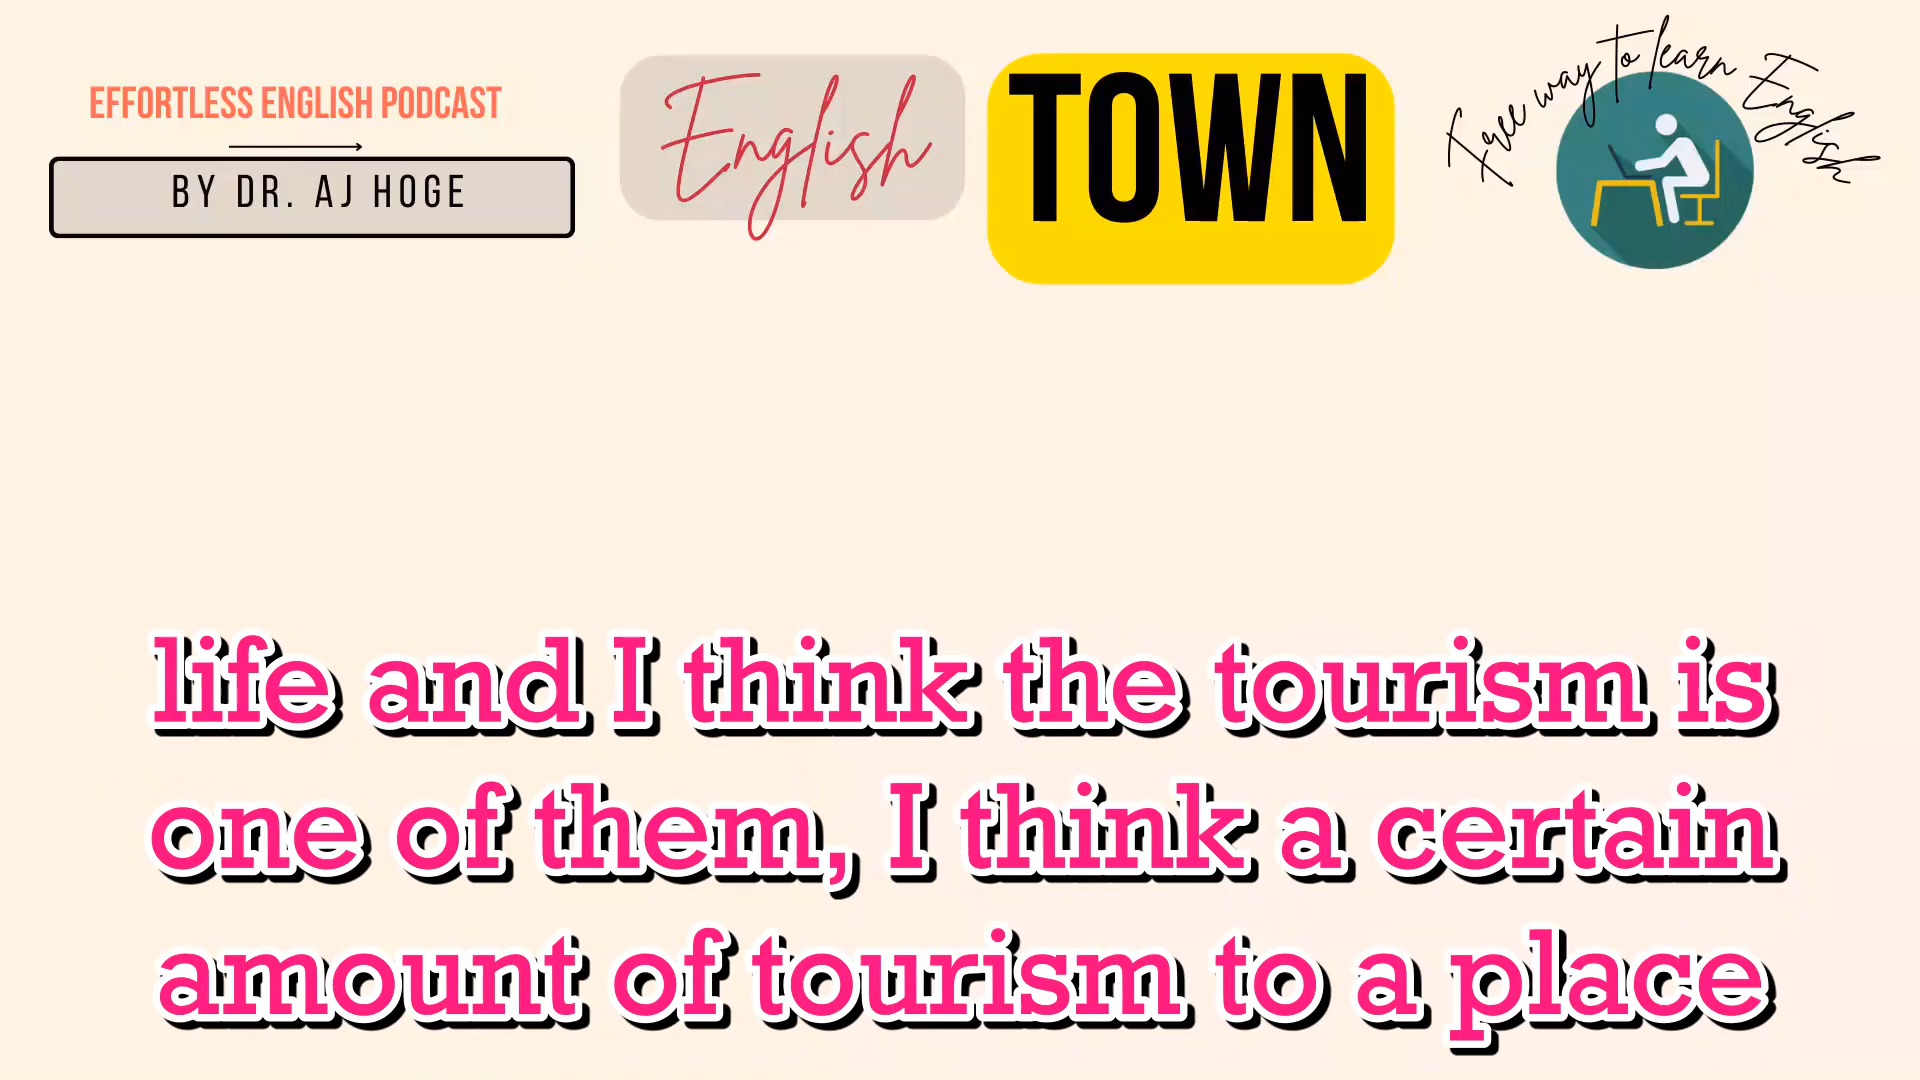 EFFORTLESS ENGLISH PODCAST
BY DR. AJ HOGE
English
TOWN
Free way to learn English
life and I think the tourism is
one of them, I think a certain
amount of tourism to a place